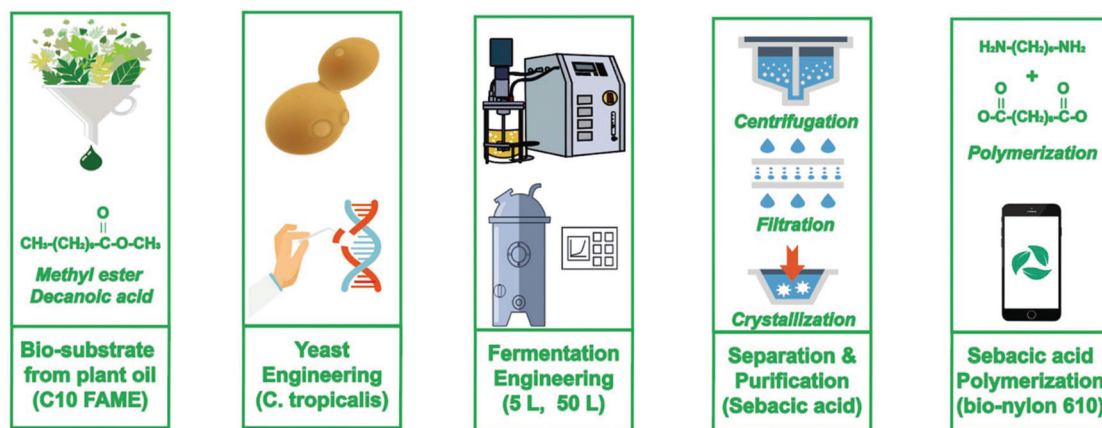 O
CH₃-(CH₂)₈-C-O-CH₃
Methyl ester
Decanoic acid
Bio-substrate
from plant oil
(C10 FAME)
Yeast
Engineering
(C. tropicalis)
Fermentation
Engineering
(5 L, 50 L)
Centrifugation
Filtration
Crystallization
Separation &
Purification
(Sebacic acid)
H₂N-(CH₂)₆-NH₂
+
O O
O-C-(CH₂)₈-C-O
Polymerization
Sebacic acid
Polymerization
(bio-nylon 610)